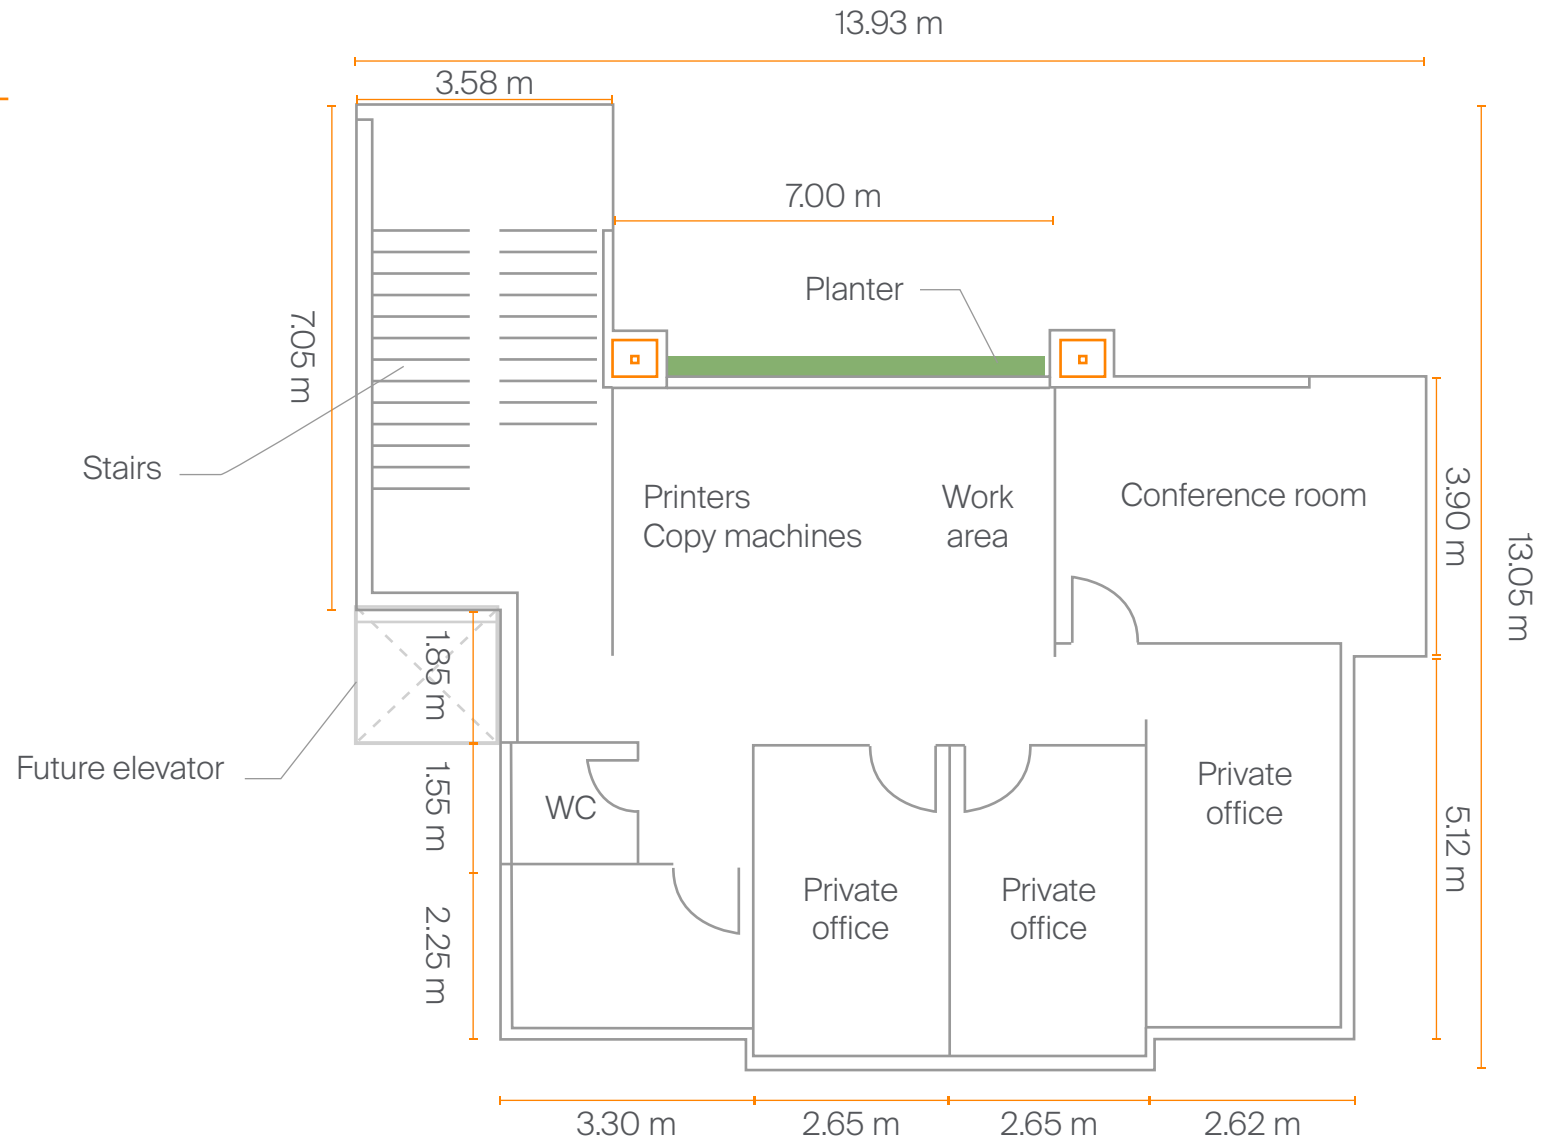 13.93 m
3.58 m
7.00 m
Planter
7.05 m
Stairs
Printers
Copy machines
Work
area
Conference room
3.90 m
13.05 m
1.85 m
Future elevator
1.55 m
WC
Private
office
5.12 m
2.25 m
Private
office
Private
office
3.30 m
2.65 m
2.65 m
2.62 m